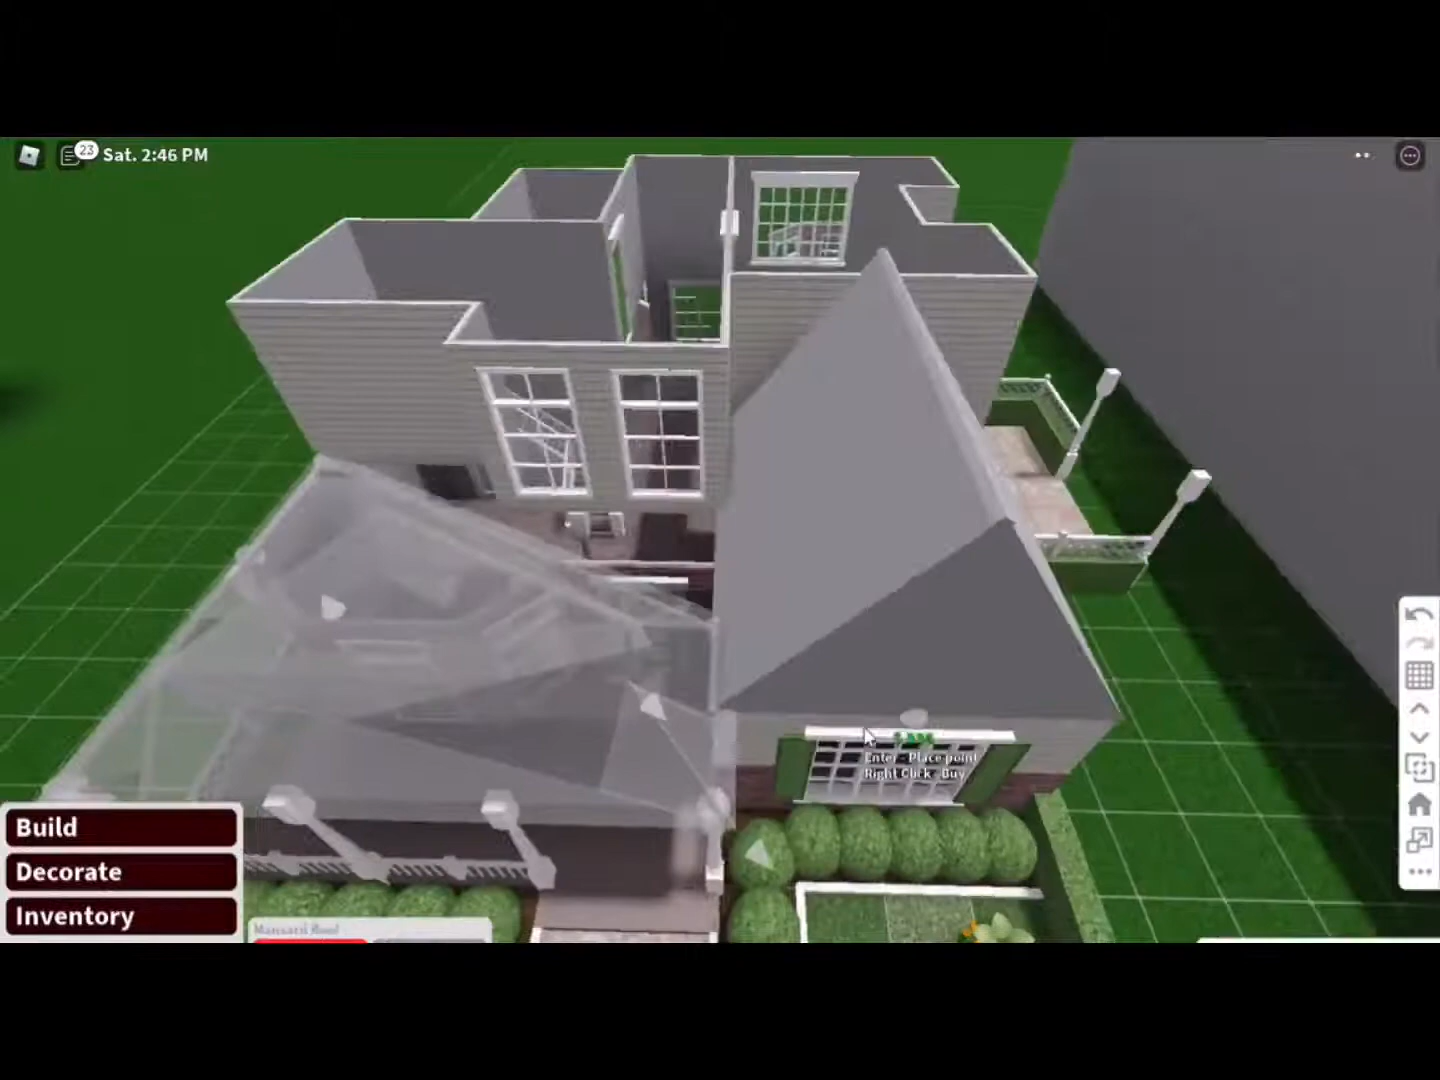 23
Sat. 2:46 PM
Enter - Place point
Right Click - Buy
Build
Decorate
Inventory
Mansard Roof